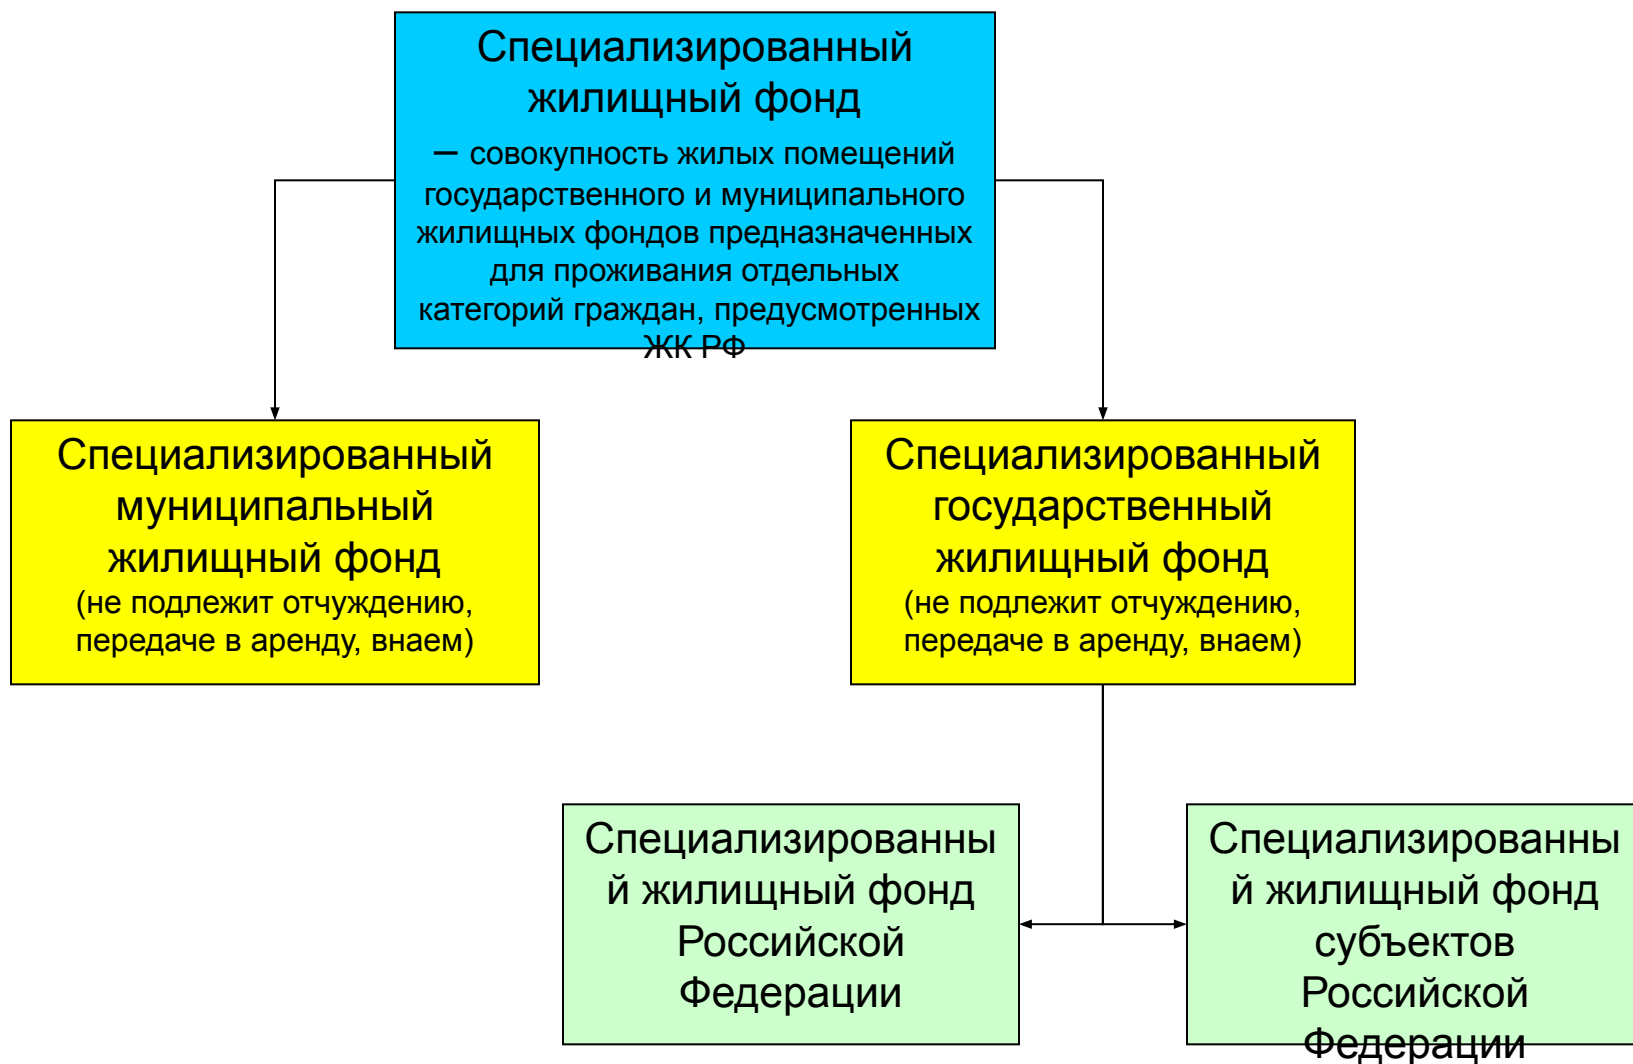 Специализированный
жилищный фонд
– совокупность жилых помещений
государственного и муниципального
жилищных фондов предназначенных
для проживания отдельных
категорий граждан, предусмотренных
ЖК РФ
Специализированный
муниципальный
жилищный фонд
(не подлежит отчуждению,
передаче в аренду, внаем)
Специализированный
государственный
жилищный фонд
(не подлежит отчуждению,
передаче в аренду, внаем)
Специализированны
й жилищный фонд
Российской
Федерации
Специализированны
й жилищный фонд
субъектов
Российской
Федерации